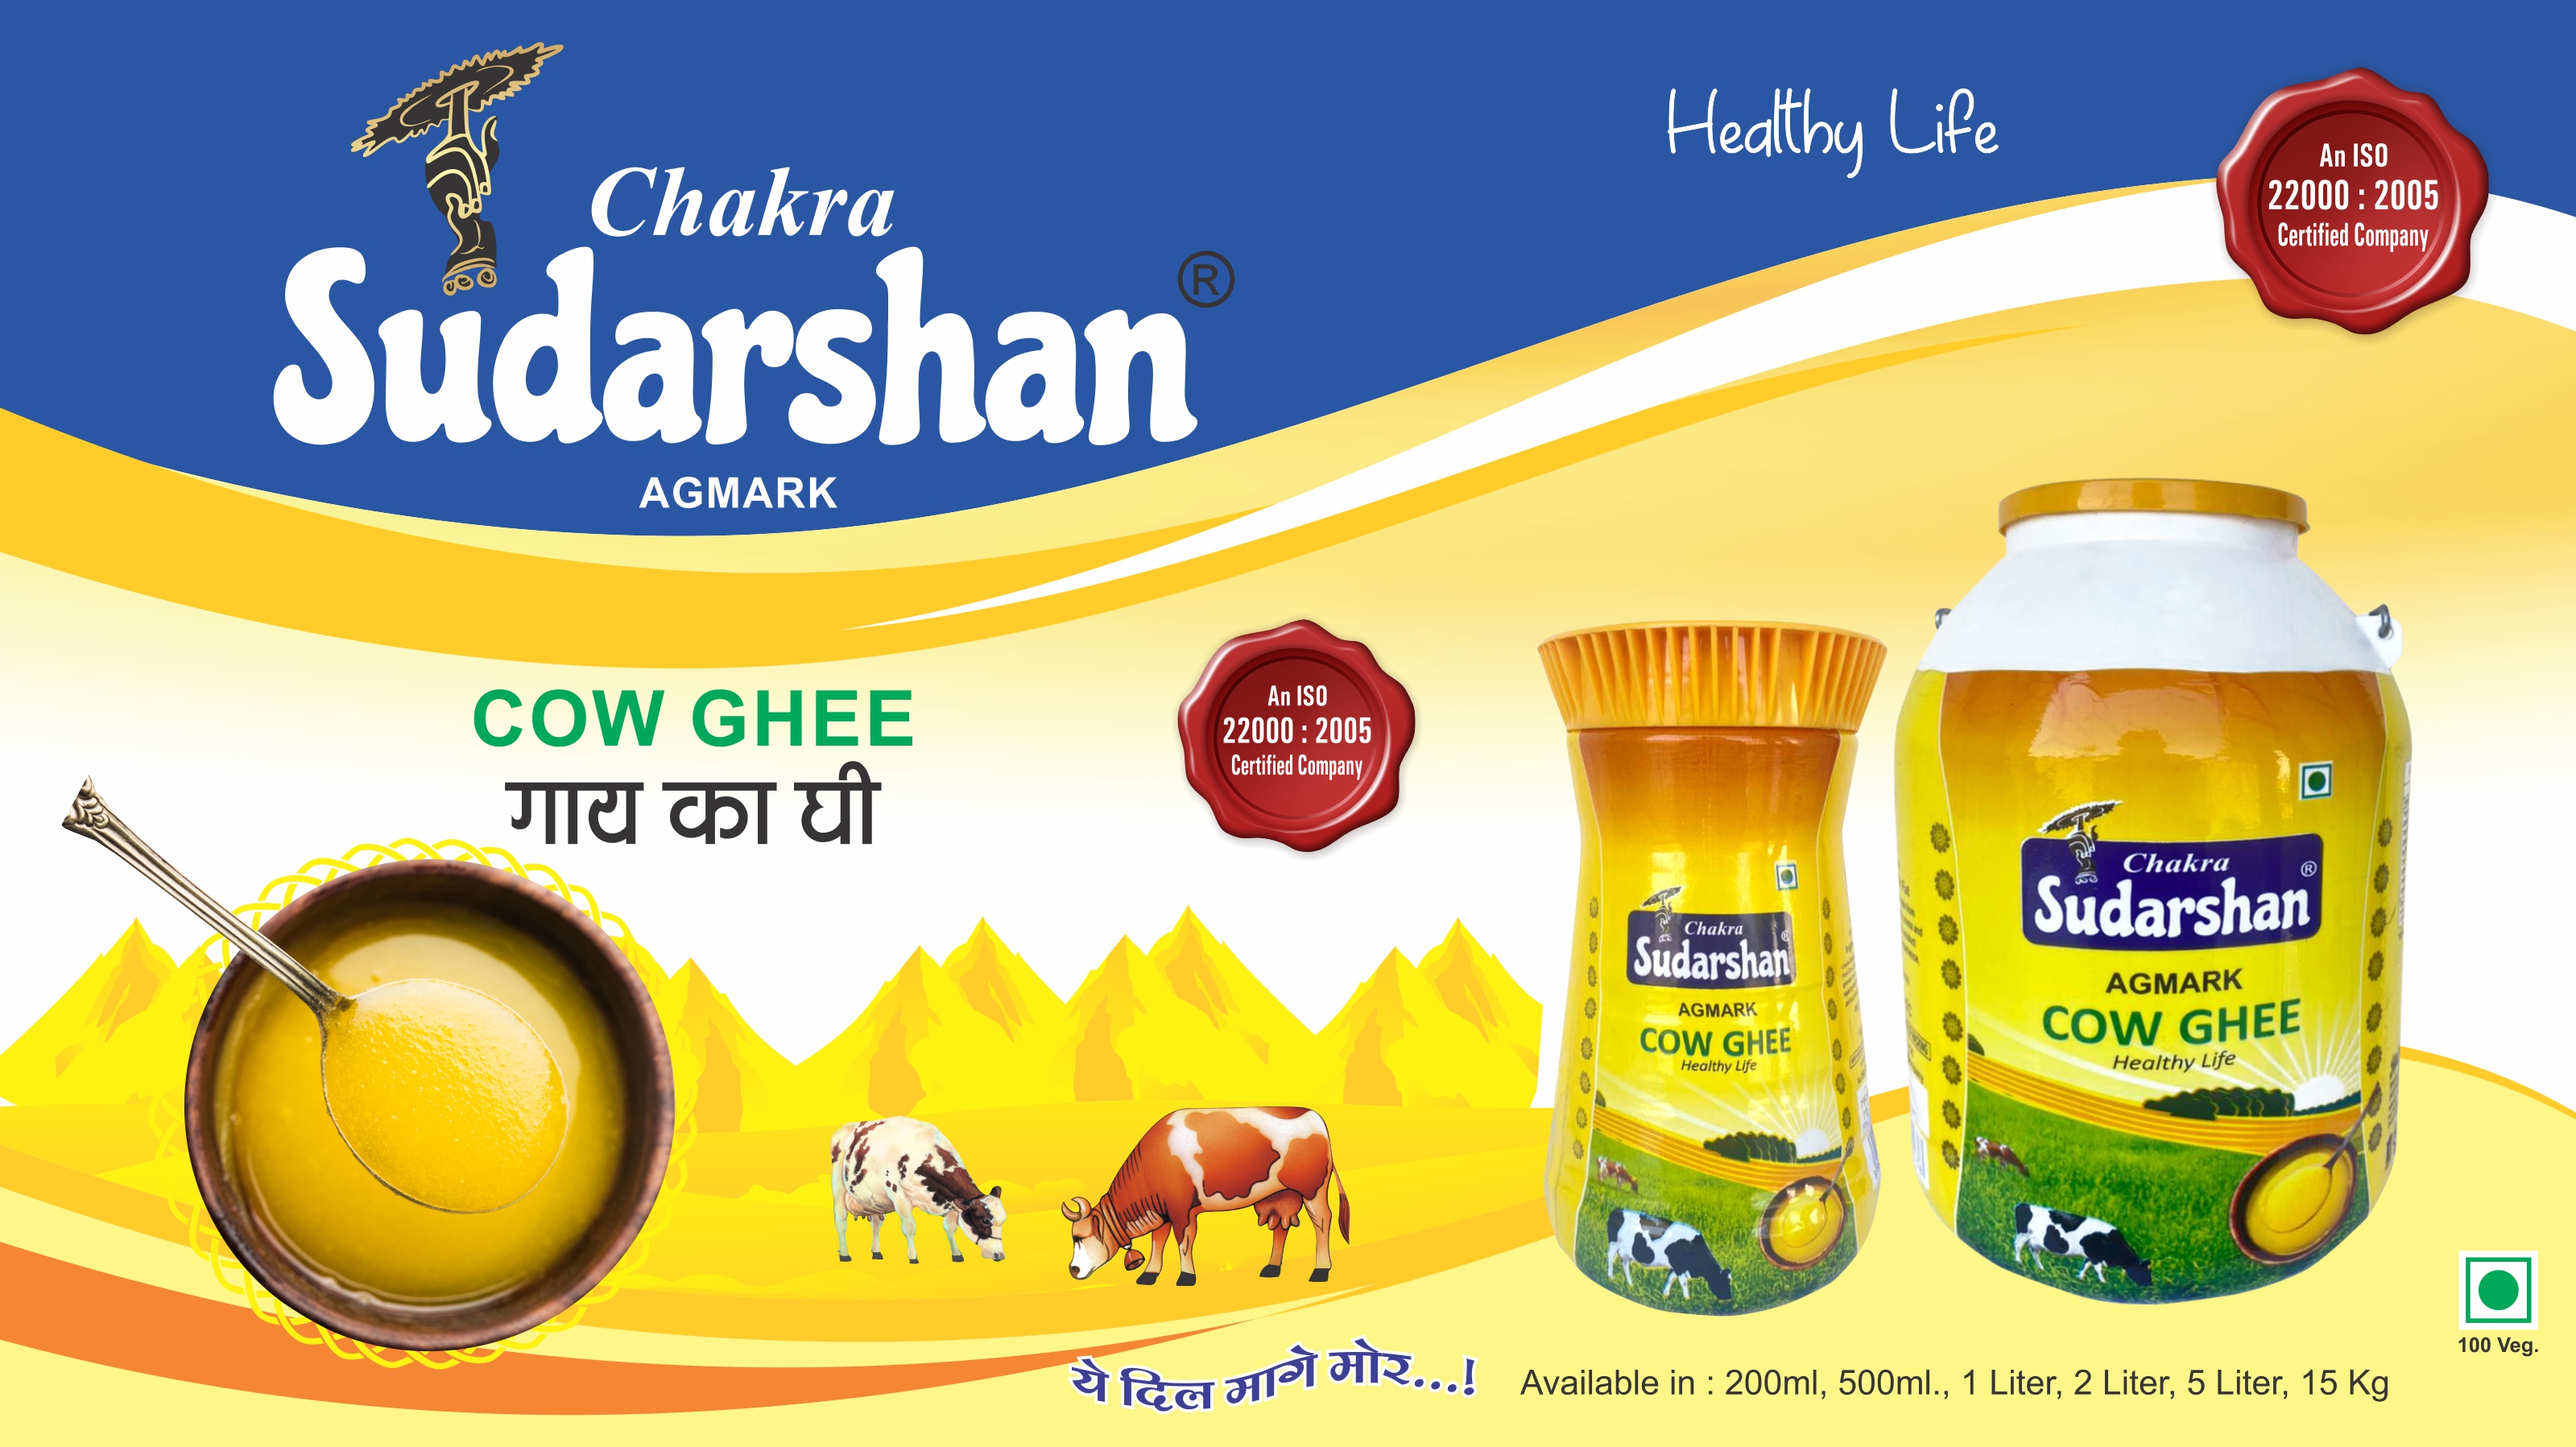 Healthy Life
An ISO
22000 : 2005
Certified Company
Chakra
Sudarshan®
AGMARK
COW GHEE
गाय का घी
An ISO
22000 : 2005
Certified Company
Chakra
Sudarshan®
AGMARK
COW GHEE
Healthy Life
Chakra
Sudarshan®
AGMARK
COW GHEE
Healthy Life
ये दिल मागे मोर...!
Available in : 200ml, 500ml., 1 Liter, 2 Liter, 5 Liter, 15 Kg
100 Veg.